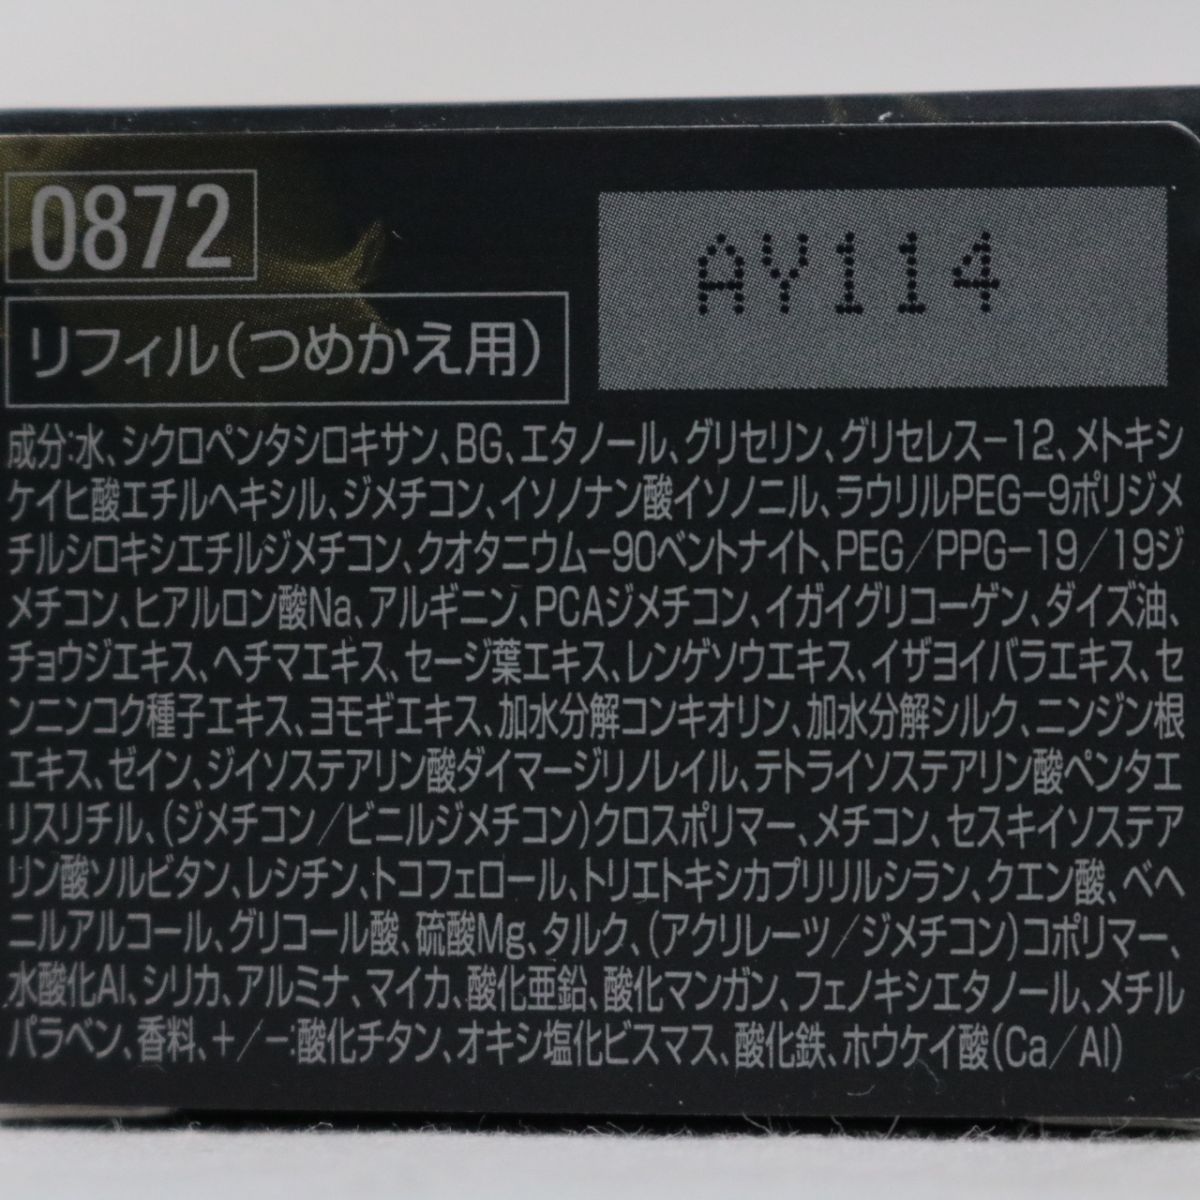 0872
AY114
リフィル(つめかえ用)
成分:水、シクロペンタシロキサン、BG、エタノール、グリセリン、グリセレス-12、メトキシ
ケイヒ酸エチルヘキシル、ジメチコン、イソノナン酸イソノニル、ラウリルPEG-9ポリジメ
チルシロキシエチルジメチコン、クオタニウム-90ベントナイト、PEG/PPG-19/19ジ
メチコン、ヒアルロン酸Na、アルギニン、PCAジメチコン、イガイグリコーゲン、ダイズ油、
チョウジエキス、ヘチマエキス、セージ葉エキス、レンゲソウエキス、イザヨイバラエキス、セ
ンニンコク種子エキス、ヨモギエキス、加水分解コンキオリン、加水分解シルク、ニンジン根
エキス、ゼイン、ジイソステアリン酸ダイマージリノレイル、テトライソステアリン酸ペンタエ
リスリチル、(ジメチコン/ビニルジメチコン)クロスポリマー、メチコン、セスキイソステア
リン酸ソルビタン、レシチン、トコフェロール、トリエトキシカプリリルシラン、クエン酸、ベヘ
ニルアルコール、グリコール酸、硫酸Mg、タルク、(アクリレーツ/ジメチコン)コポリマー、
水酸化Al、シリカ、アルミナ、マイカ、酸化亜鉛、酸化マンガン、フェノキシエタノール、メチル
パラベン、香料、+/-:酸化チタン、オキシ塩化ビスマス、酸化鉄、ホウケイ酸(Ca/Al)